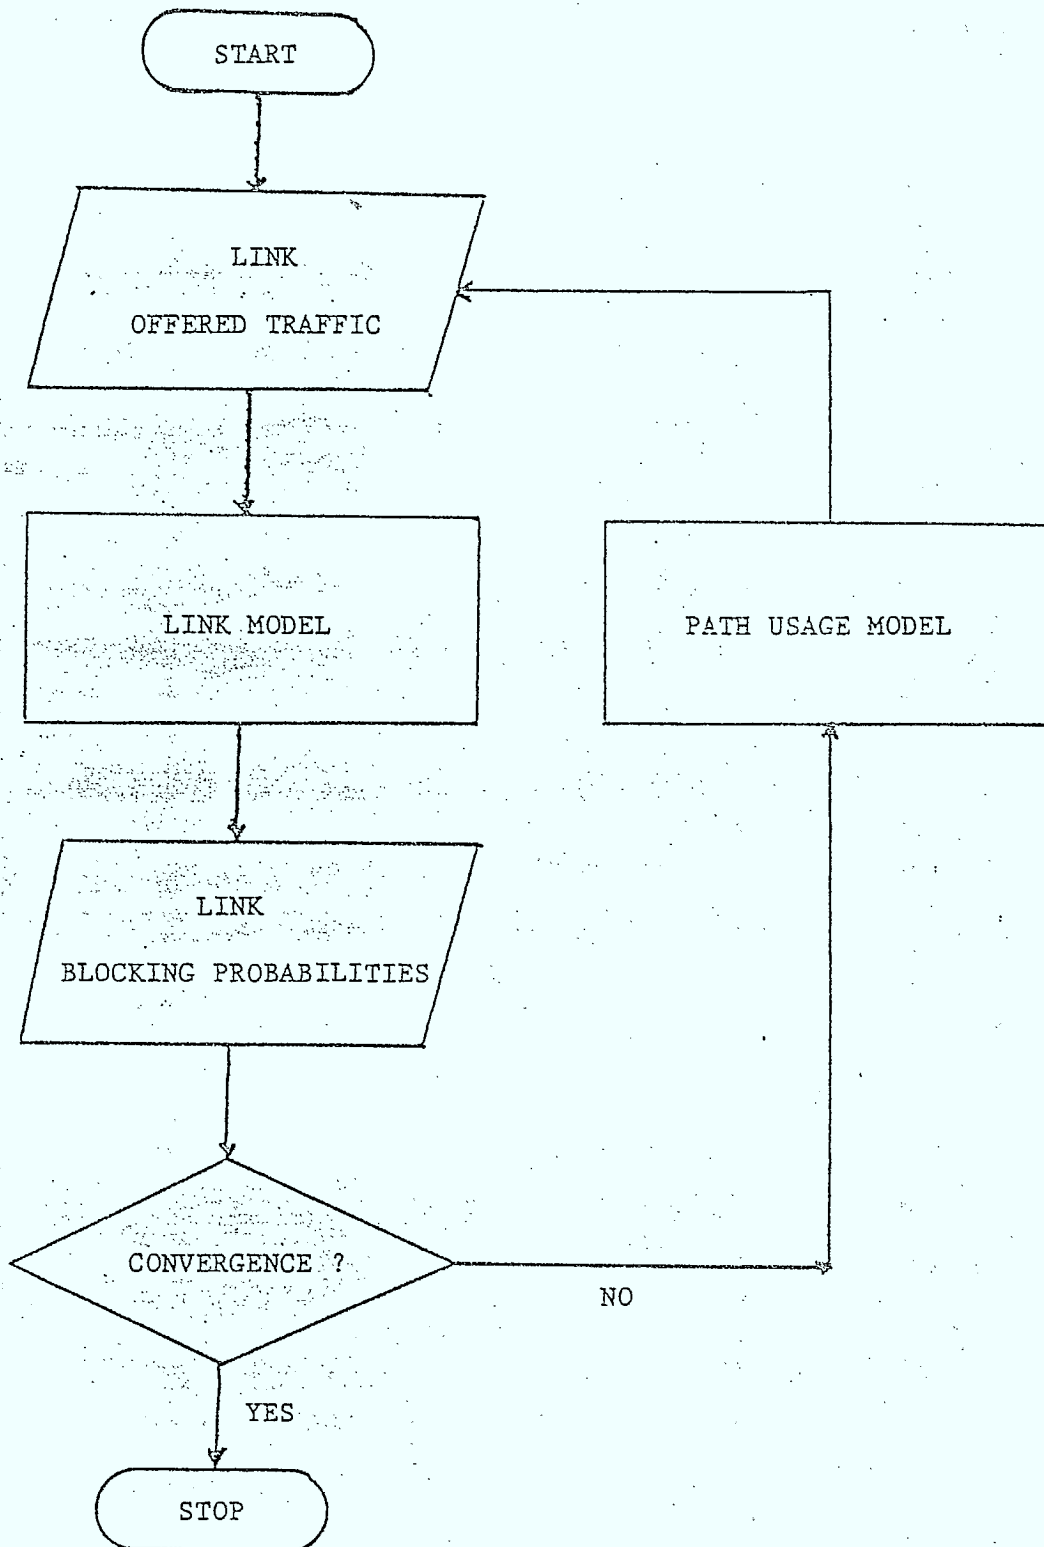 START
LINK
OFFERED TRAFFIC
LINK MODEL
PATH USAGE MODEL
LINK
BLOCKING PROBABILITIES
CONVERGENCE ?
NO
YES
STOP